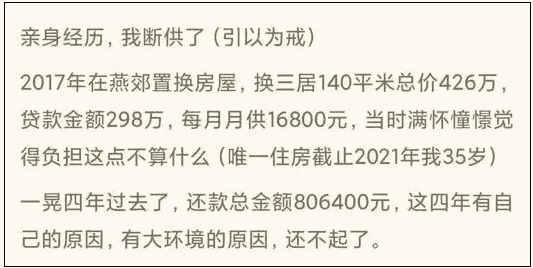 亲身经历，我断供了（引以为戒）
2017年在燕郊置换房屋，换三居140平米总价426万，
贷款金额298万，每月月供16800元，当时满怀憧憬觉
得负担这点不算什么（唯一住房截止2021年我35岁）
一晃四年过去了，还款总金额806400元，这四年有自
己的原因，有大环境的原因，还不起了。